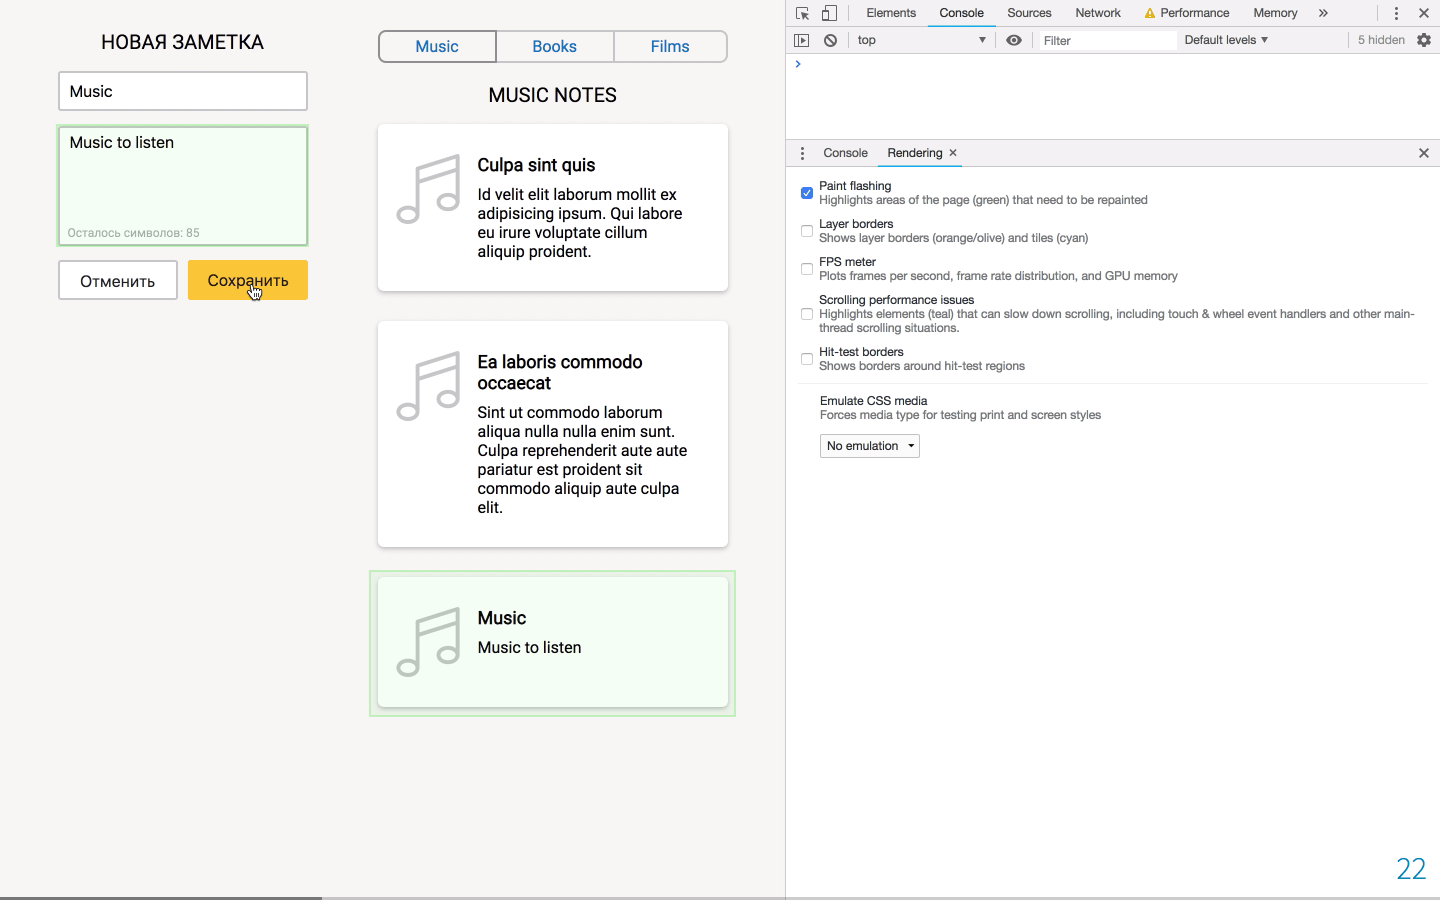 НОВАЯ ЗАМЕТКА
Music
Music to listen
Осталось символов: 85
Отменить
Сохранить
Music
Books
Films
MUSIC NOTES
Culpa sint quis
Id velit elit laborum mollit ex
adipisicing ipsum. Qui labore
eu irure voluptate cillum
aliquip proident.
Ea laboris commodo
occaecat
Sint ut commodo laborum
aliqua nulla nulla enim sunt.
Culpa reprehenderit aute aute
pariatur est proident sit
commodo aliquip aute culpa
elit.
Music
Music to listen
Elements Console Sources Network Performance Memory »
top Filter Default levels ▼ 5 hidden
Console Rendering ×
Paint flashing
Highlights areas of the page (green) that need to be repainted
Layer borders
Shows layer borders (orange/olive) and tiles (cyan)
FPS meter
Plots frames per second, frame rate distribution, and GPU memory
Scrolling performance issues
Highlights elements (teal) that can slow down scrolling, including touch & wheel event handlers and other main-
thread scrolling situations.
Hit-test borders
Shows borders around hit-test regions
Emulate CSS media
Forces media type for testing print and screen styles
No emulation
22